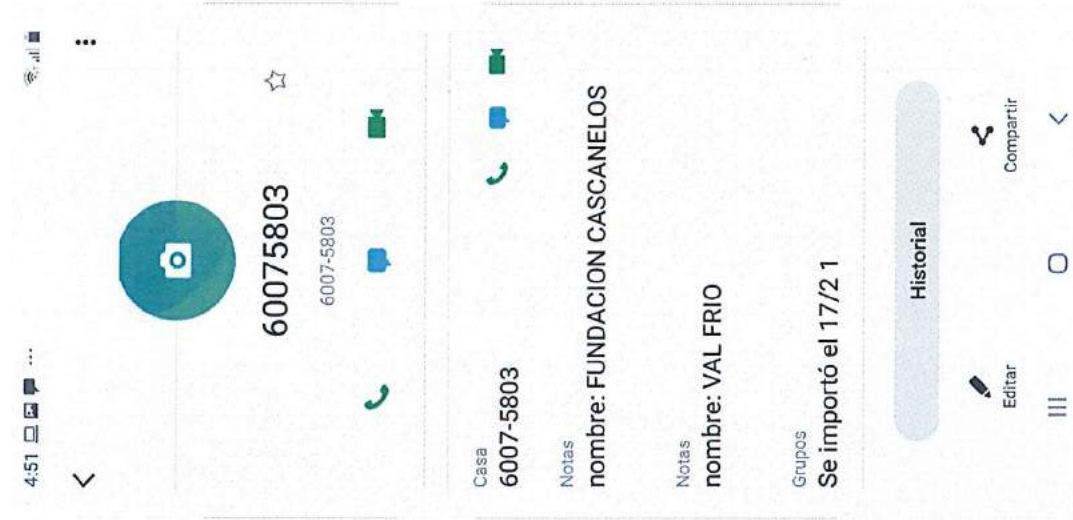 4:51
60075803
6007-5803
Casa
6007-5803
Notas
nombre: FUNDACION CASCANELOS
Notas
nombre: VAL FRIO
Grupos
Se importó el 17/2 1
Historial
Editar
Compartir